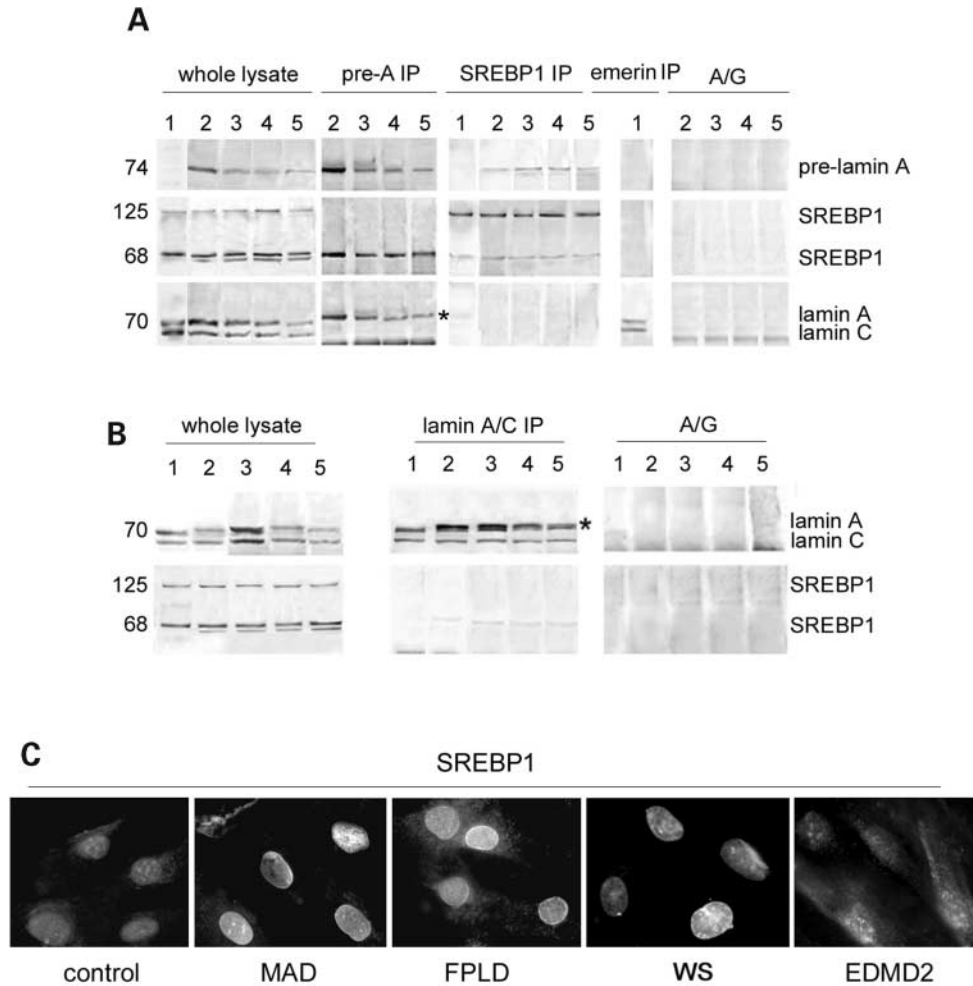 A
whole lysate pre-A IP SREBP1 IP emerin IP A/G
1 2 3 4 5 2 3 4 5 1 2 3 4 5 1 2 3 4 5
74 pre-lamin A
125 SREBP1
68 SREBP1
70 * lamin A
lamin C
B
whole lysate lamin A/C IP A/G
1 2 3 4 5 1 2 3 4 5 1 2 3 4 5
70 * lamin A
lamin C
125 SREBP1
68 SREBP1
C
SREBP1
control MAD FPLD WS EDMD2